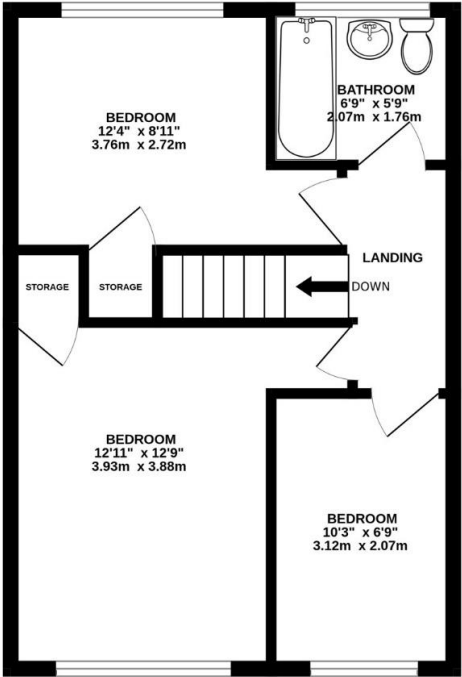 BATHROOM
6'9" x 5'9"
2.07m x 1.76m
BEDROOM
12'4" x 8'11"
3.76m x 2.72m
LANDING
STORAGE
STORAGE
DOWN
BEDROOM
12'11" x 12'9"
3.93m x 3.88m
BEDROOM
10'3" x 6'9"
3.12m x 2.07m